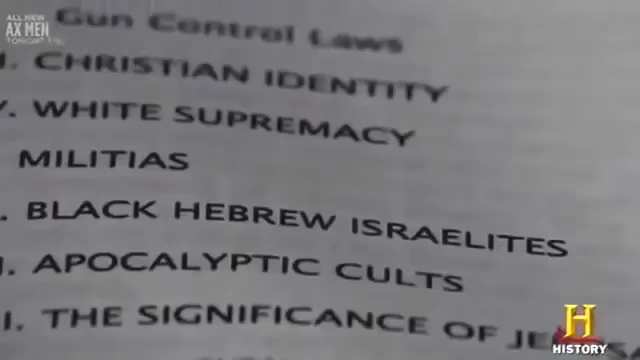 ALL NEW
AX MEN
TONIGHT
Gun Control Laws
I. CHRISTIAN IDENTITY
V. WHITE SUPREMACY
MILITIAS
. BLACK HEBREW ISRAELITES
I. APOCALYPTIC CULTS
I. THE SIGNIFICANCE OF
H
HISTORY